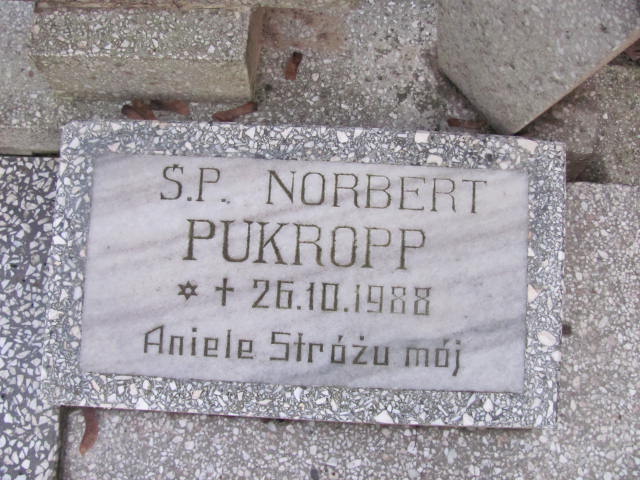 Ś.P. NORBERT
PUKROPP
✡ † 26.10.1988
Aniele Stróżu mój